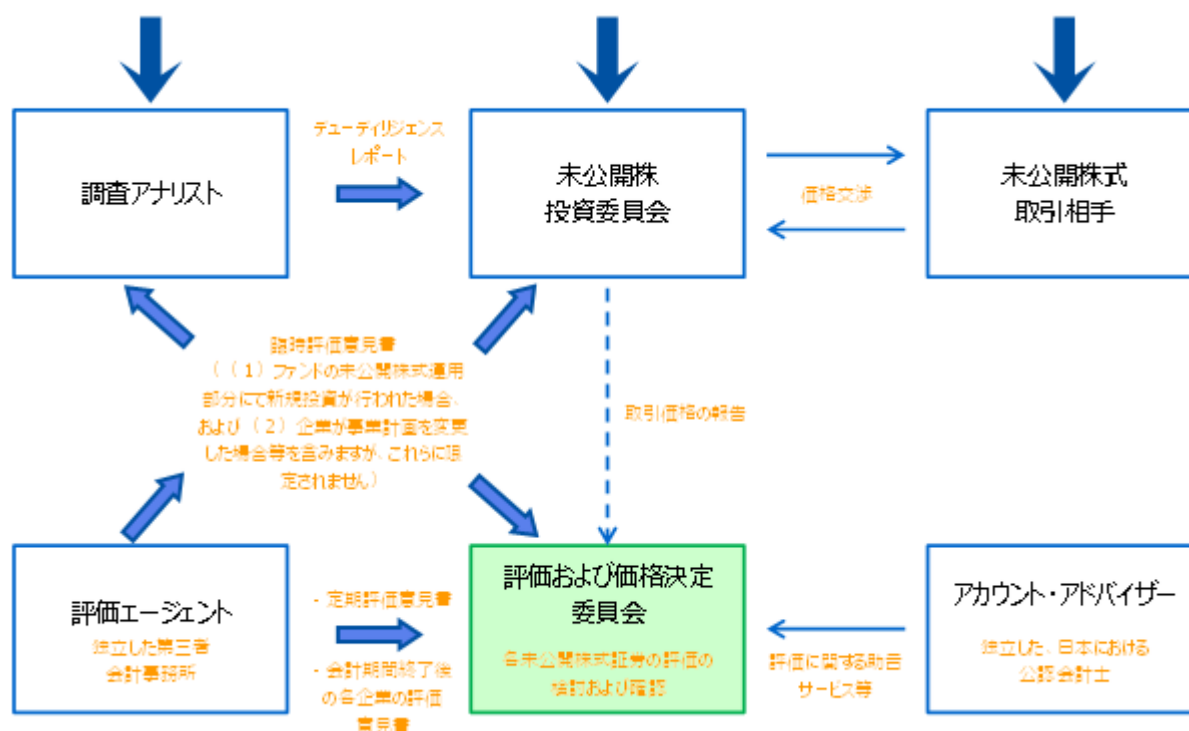 デューディリジェンス
レポート
調査アナリスト
未公開株
投資委員会
価格交渉
未公開株式
取引相手
臨時評価意見書
（（１）ファンドの未公開株式運用
部分にて新規投資が行われた場合、
および（２）企業が事業計画を変更
した場合等を含みますが、これらに限
定されません）
取引価格の報告
評価エージェント
独立した第三者
会計事務所
- 定期評価意見書
- 会計期間終了後
の各企業の評価
意見書
評価および価格決定
委員会
各未公開株式証券の評価の
検討および確認
評価に関する助言
サービス等
アカウント・アドバイザー
独立した、日本における
公認会計士